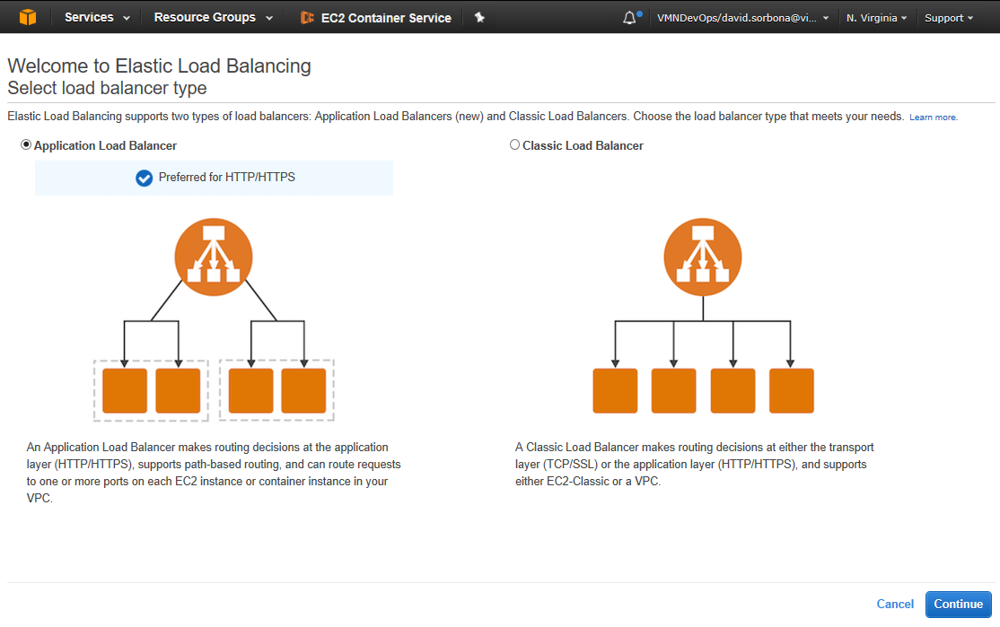 Services
Resource Groups
EC2 Container Service
VMNDevOps/david.sorbona@vi...
N. Virginia
Support
Welcome to Elastic Load Balancing
Select load balancer type
Elastic Load Balancing supports two types of load balancers: Application Load Balancers (new) and Classic Load Balancers. Choose the load balancer type that meets your needs. Learn more.
Application Load Balancer
Preferred for HTTP/HTTPS
An Application Load Balancer makes routing decisions at the application
layer (HTTP/HTTPS), supports path-based routing, and can route requests
to one or more ports on each EC2 instance or container instance in your
VPC.
Classic Load Balancer
A Classic Load Balancer makes routing decisions at either the transport
layer (TCP/SSL) or the application layer (HTTP/HTTPS), and supports
either EC2-Classic or a VPC.
Cancel
Continue